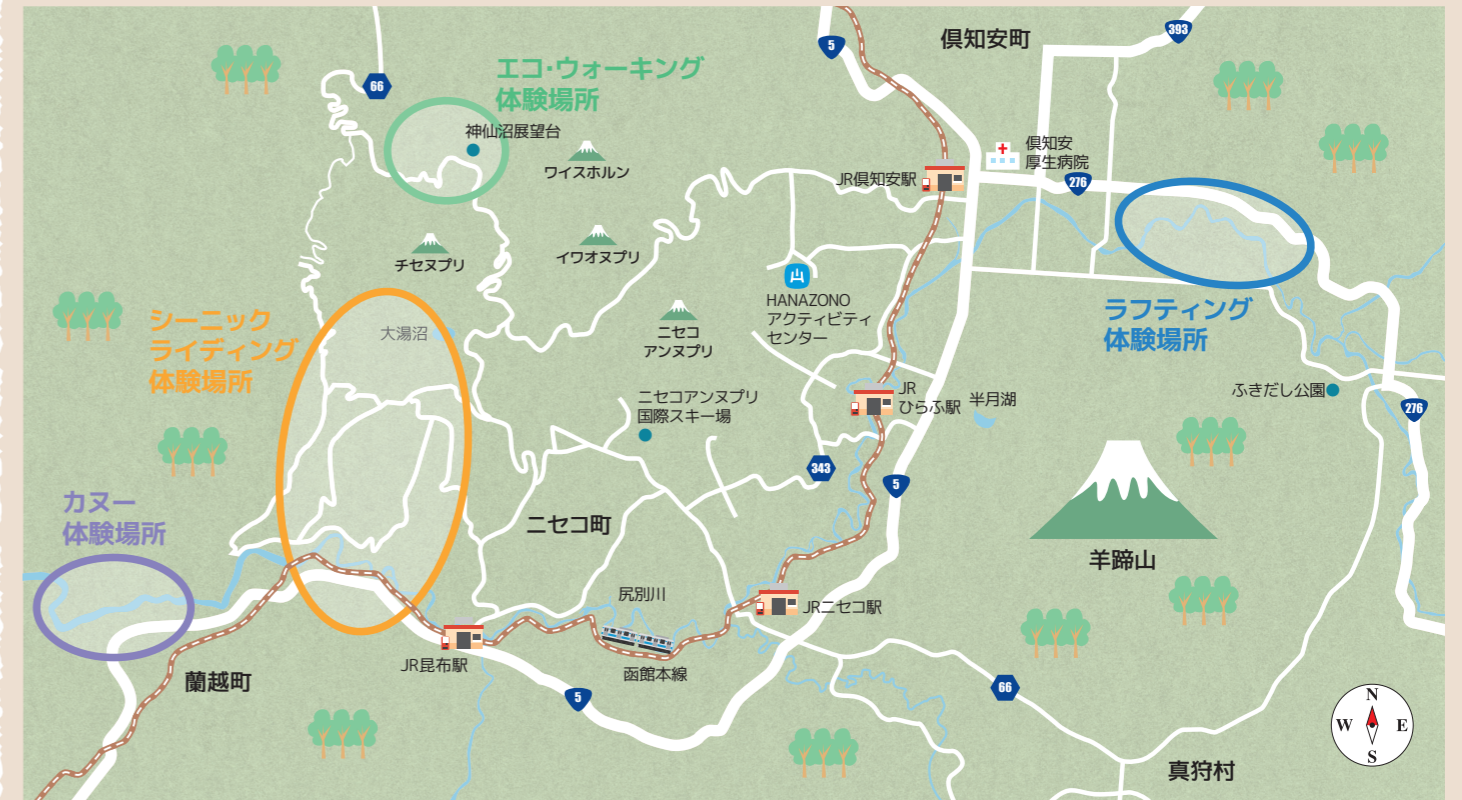 5
393
倶知安町
エコ・ウォーキング
体験場所
66
神仙沼展望台
倶知安
厚生病院
ワイスホルン
JR倶知安駅
276
チセヌプリ
イワオヌプリ
HANAZONO
アクティビティ
センター
ラフティング
体験場所
シーニック
ライディング
体験場所
大湯沼
ニセコ
アンヌプリ
ニセコアンヌプリ
国際スキー場
JR
ひらふ駅
半月湖
ふきだし公園
276
343
5
カヌー
体験場所
ニセコ町
羊蹄山
尻別川
JRニセコ駅
JR昆布駅
函館本線
蘭越町
5
66
真狩村
N
W
E
S